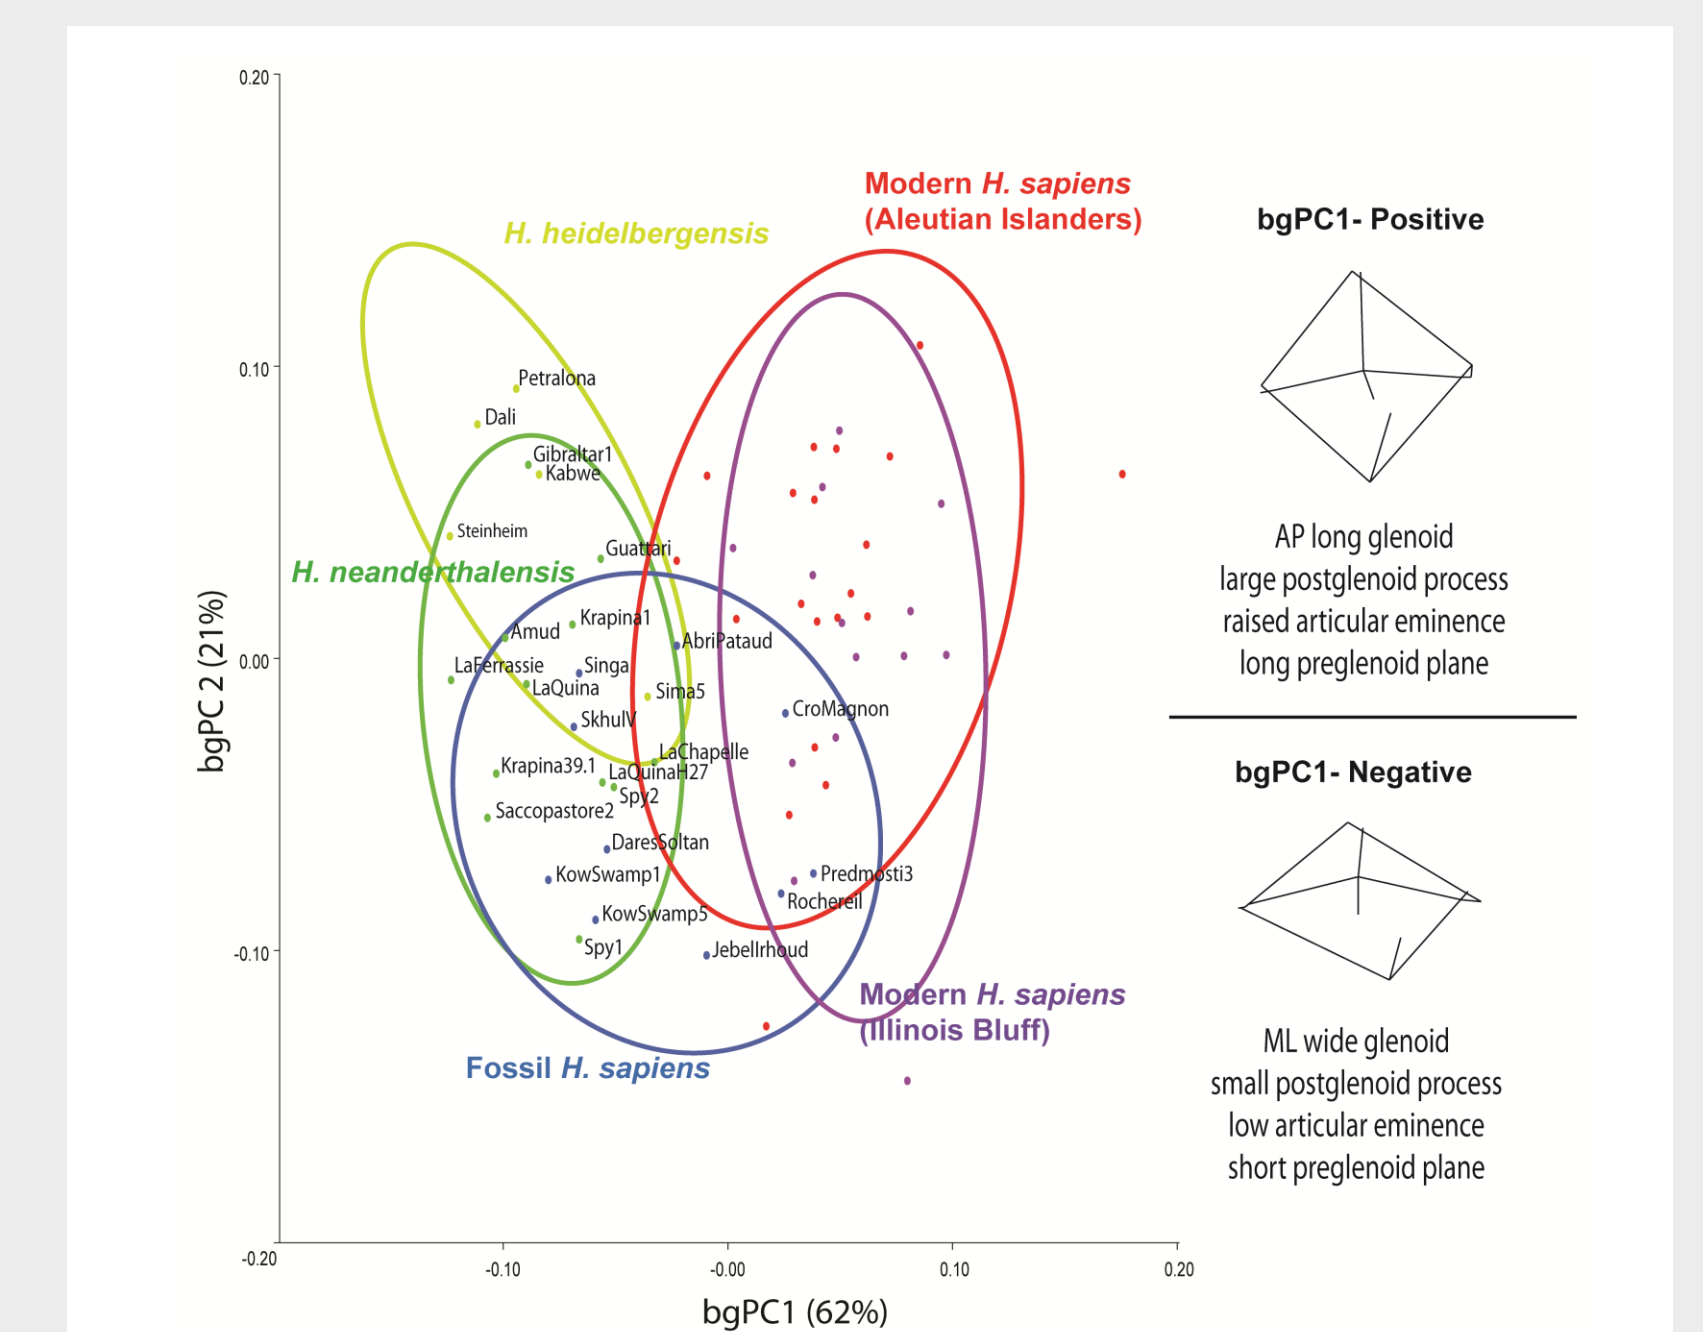 0.20
0.10
0.00
-0.10
-0.20
bgPC 2 (21%)
-0.10
-0.00
0.10
0.20
bgPC1 (62%)
Modern H. sapiens
(Aleutian Islanders)
H. heidelbergensis
Petralona
Dali
Gibraltar1
Kabwe
Steinheim
Guattari
H. neanderthalensis
Krapina1
Amud
AbriPataud
LaFerrassie
Singa
LaQuina
Sima5
CroMagnon
SkhulV
LaChapelle
Krapina39.1
LaQuinaH27
Spy2
Saccopastore2
DaresSoltan
KowSwamp1
Predmosti3
Rochereil
KowSwamp5
Spy1
JebelIrhoud
Modern H. sapiens
(Illinois Bluff)
Fossil H. sapiens
bgPC1- Positive
AP long glenoid
large postglenoid process
raised articular eminence
long preglenoid plane
bgPC1- Negative
ML wide glenoid
small postglenoid process
low articular eminence
short preglenoid plane